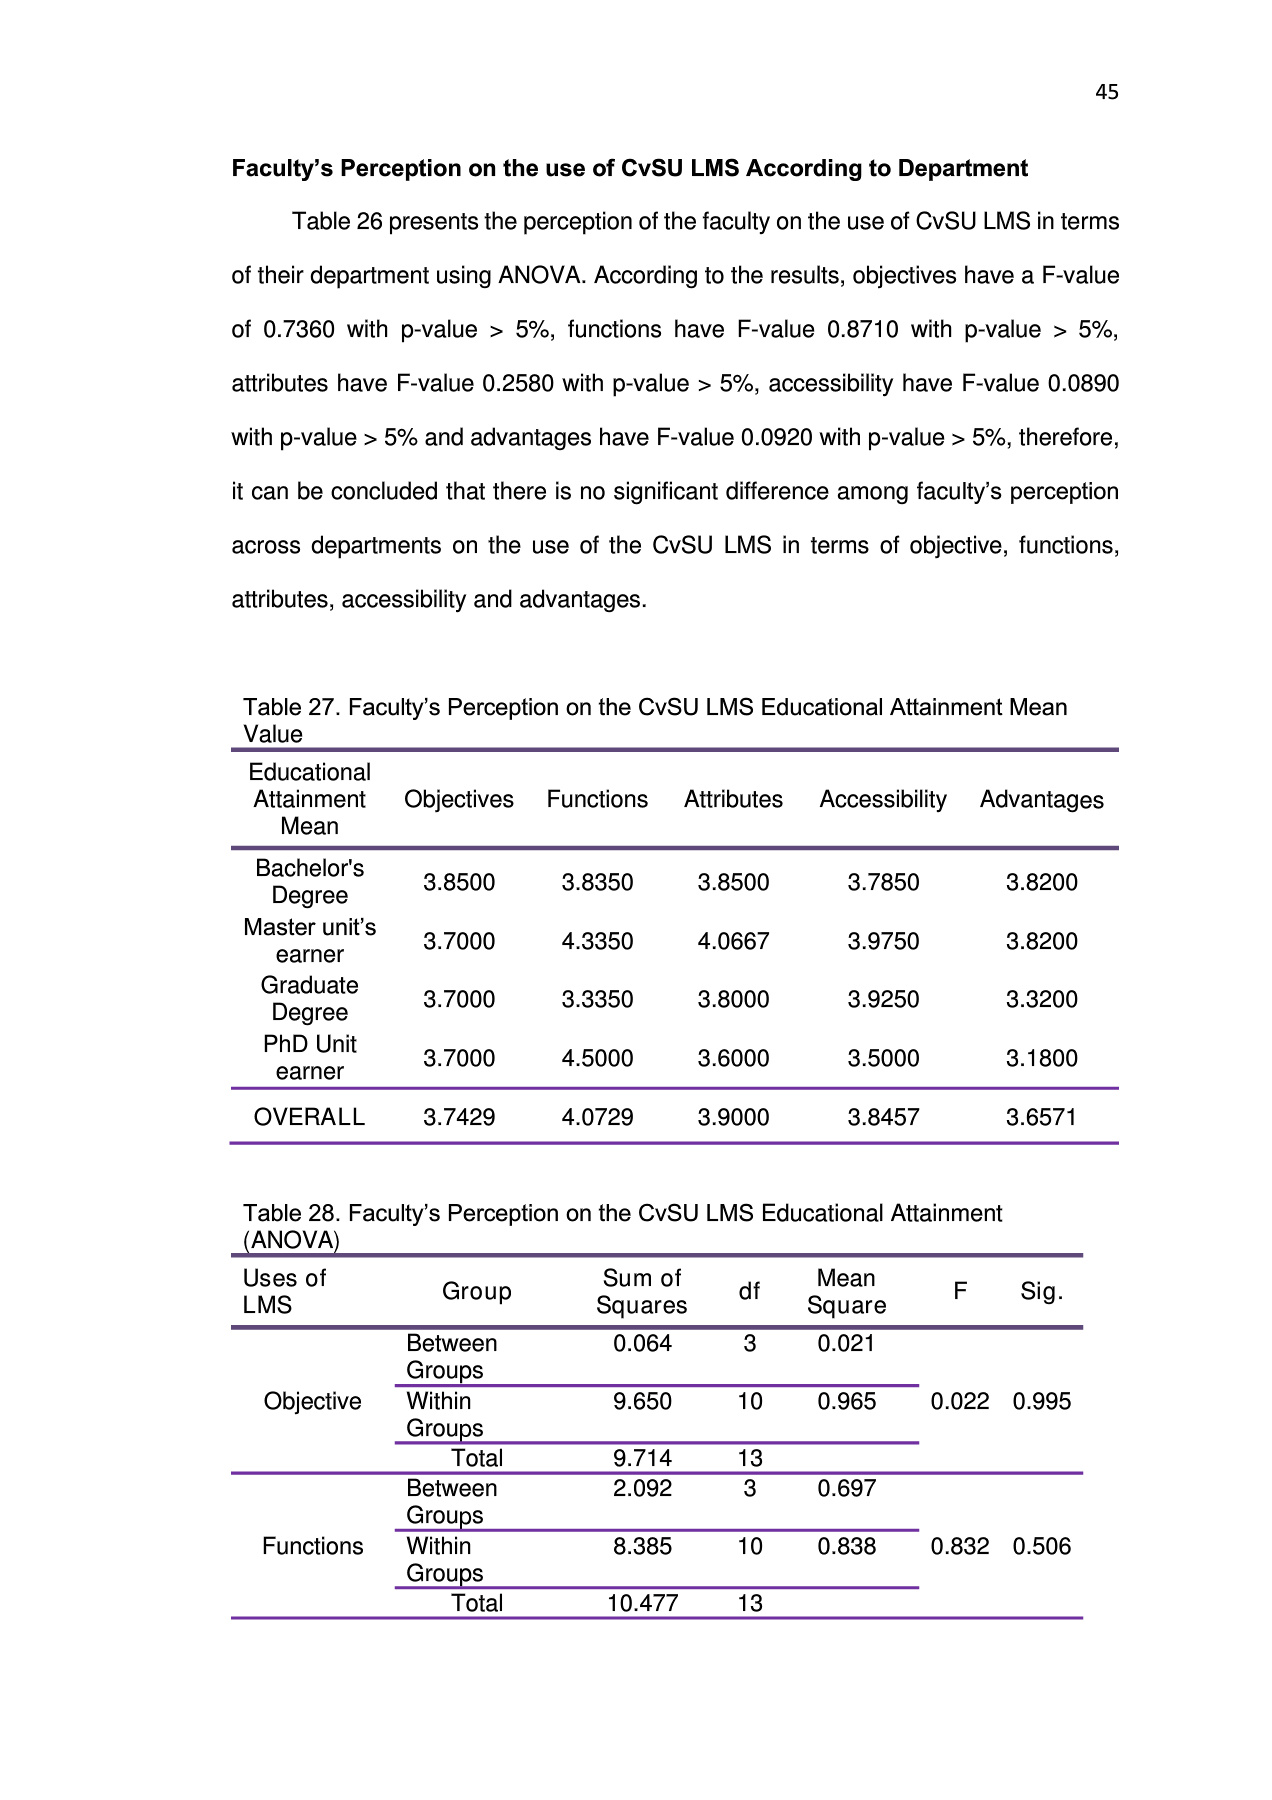 45
Faculty’s Perception on the use of CvSU LMS According to Department
Table 26 presents the perception of the faculty on the use of CvSU LMS in terms
of their department using ANOVA. According to the results, objectives have a F-value
of 0.7360 with p-value > 5%, functions have F-value 0.8710 with p-value > 5%,
attributes have F-value 0.2580 with p-value > 5%, accessibility have F-value 0.0890
with p-value > 5% and advantages have F-value 0.0920 with p-value > 5%, therefore,
it can be concluded that there is no significant difference among faculty’s perception
across departments on the use of the CvSU LMS in terms of objective, functions,
attributes, accessibility and advantages.
Table 27. Faculty’s Perception on the CvSU LMS Educational Attainment Mean
Value
Educational
Attainment Objectives Functions Attributes Accessibility Advantages
Mean
Bachelor's
Degree 3.8500 3.8350 3.8500 3.7850 3.8200
Master unit’s
earner 3.7000 4.3350 4.0667 3.9750 3.8200
Graduate
Degree 3.7000 3.3350 3.8000 3.9250 3.3200
PhD Unit
earner 3.7000 4.5000 3.6000 3.5000 3.1800
OVERALL 3.7429 4.0729 3.9000 3.8457 3.6571
Table 28. Faculty’s Perception on the CvSU LMS Educational Attainment
(ANOVA)
Uses of Group Sum of df Mean F Sig.
LMS Squares Square
Between 0.064 3 0.021
Groups
Objective Within 9.650 10 0.965 0.022 0.995
Groups
Total 9.714 13
Between 2.092 3 0.697
Groups
Functions Within 8.385 10 0.838 0.832 0.506
Groups
Total 10.477 13